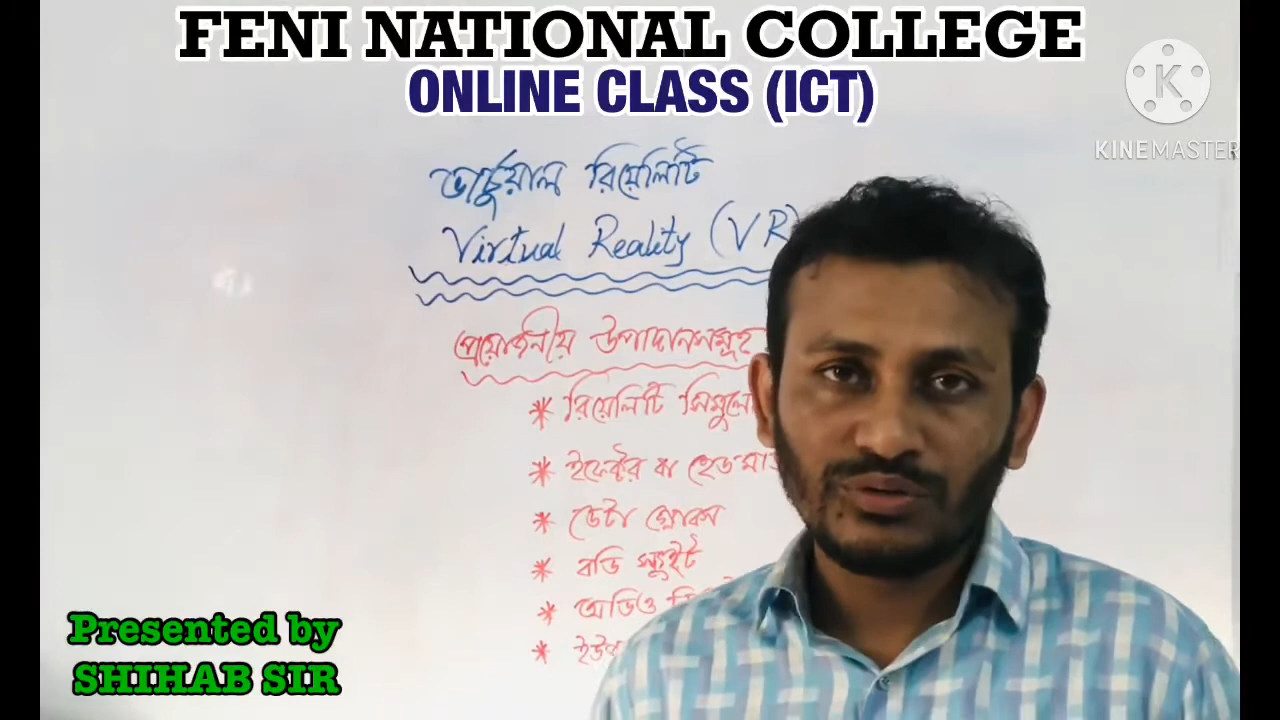 FENI NATIONAL COLLEGE
ONLINE CLASS (ICT)
K
KINEMASTER
ভার্চুয়াল রিয়েলিটি
Virtual Reality (VR)
প্রয়োজনীয় উপাদানসমূহ
* রিয়েলিটি
* ইফেক্টর বা
* ডেটা গ্লোভস
* বডি স্যুইট
* অডিও
*
Presented by
SHIHAB SIR